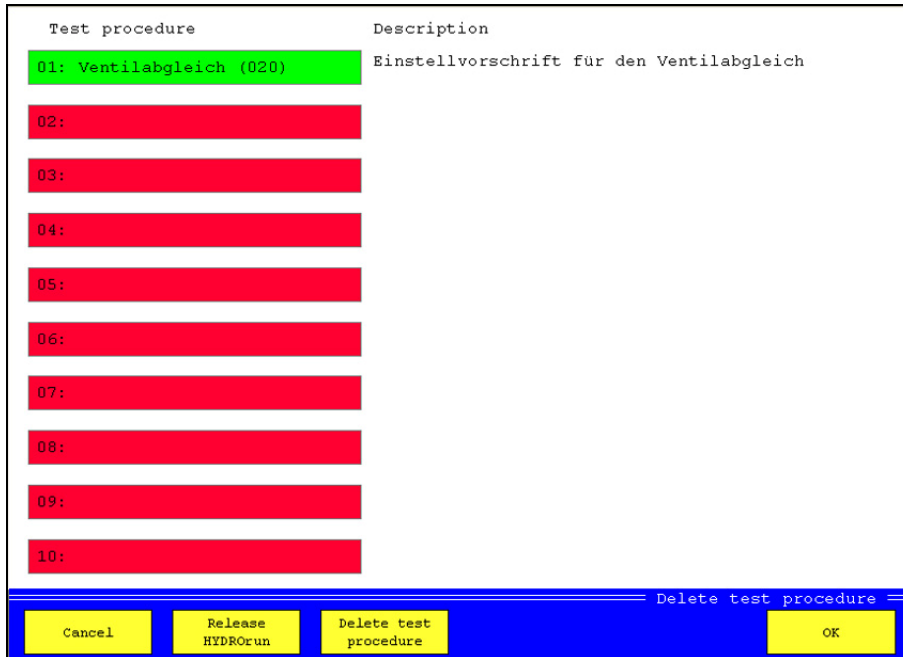 Test procedure Description
01: Ventilabgleich (020) Einstellvorschrift für den Ventilabgleich
02:
03:
04:
05:
06:
07:
08:
09:
10:
Delete test procedure
Cancel
Release
HYDROrun
Delete test
procedure
OK